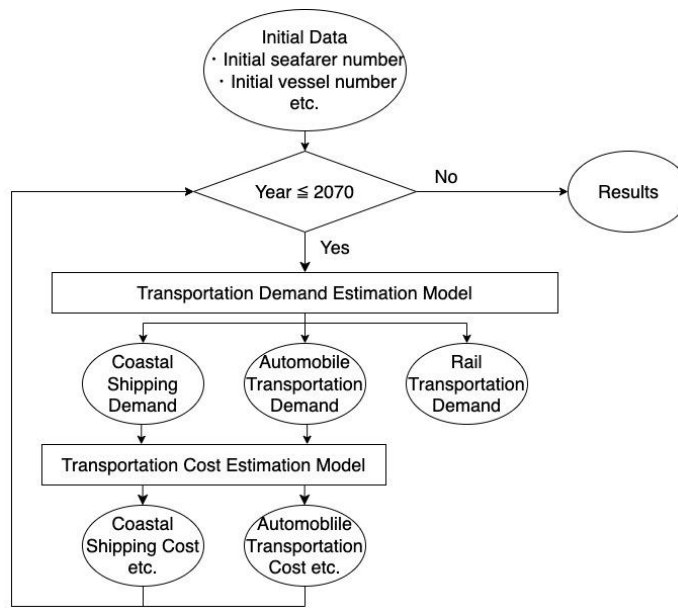 Initial Data
・Initial seafarer number
・Initial vessel number
etc.
Year ≦ 2070
No
Results
Yes
Transportation Demand Estimation Model
Coastal
Shipping
Demand
Automobile
Transportation
Demand
Rail
Transportation
Demand
Transportation Cost Estimation Model
Coastal
Shipping Cost
etc.
Automoblile
Transportation
Cost etc.